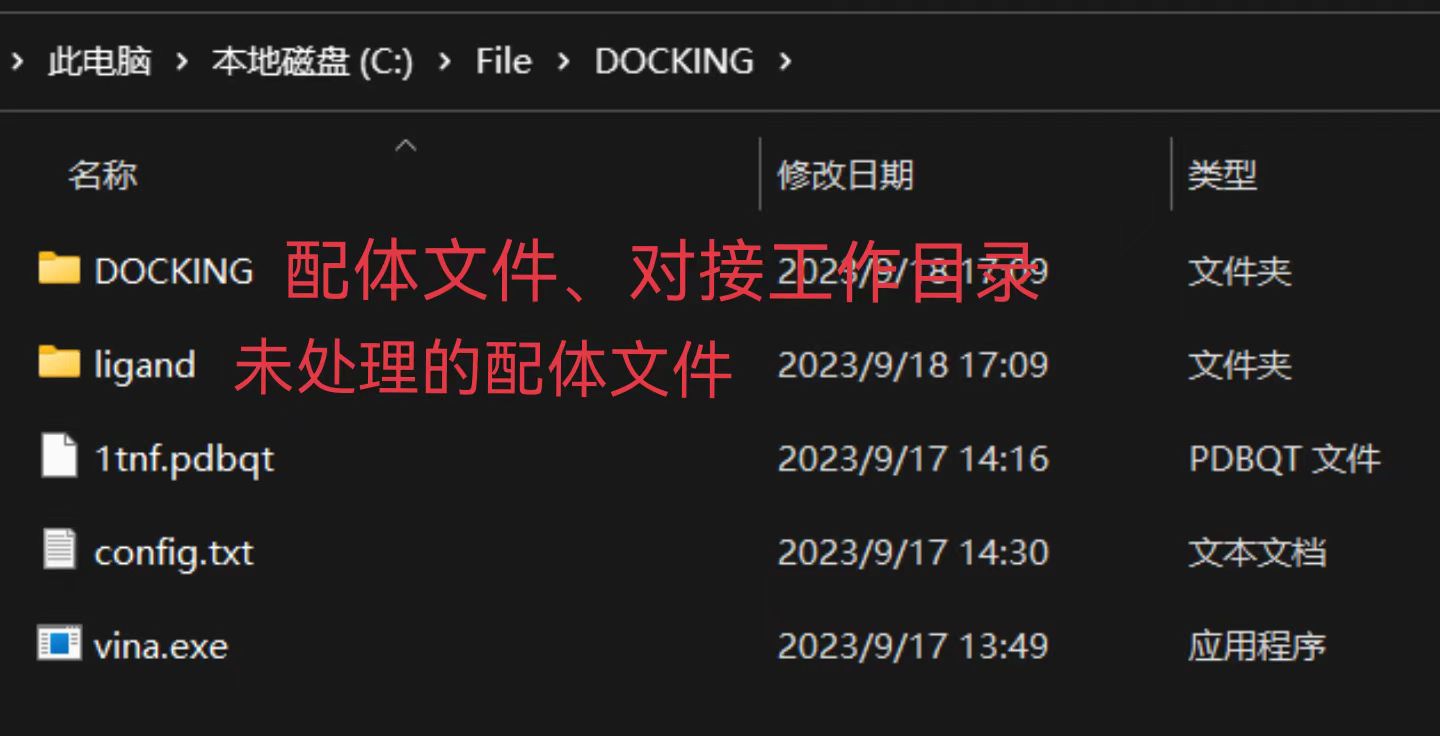 › 此电脑 › 本地磁盘 (C:) › File › DOCKING ›
名称 修改日期 类型
DOCKING 配体文件、对接工作目录 2023/9/18 17:09 文件夹
ligand 未处理的配体文件 2023/9/18 17:09 文件夹
1tnf.pdbqt 2023/9/17 14:16 PDBQT 文件
config.txt 2023/9/17 14:30 文本文档
vina.exe 2023/9/17 13:49 应用程序